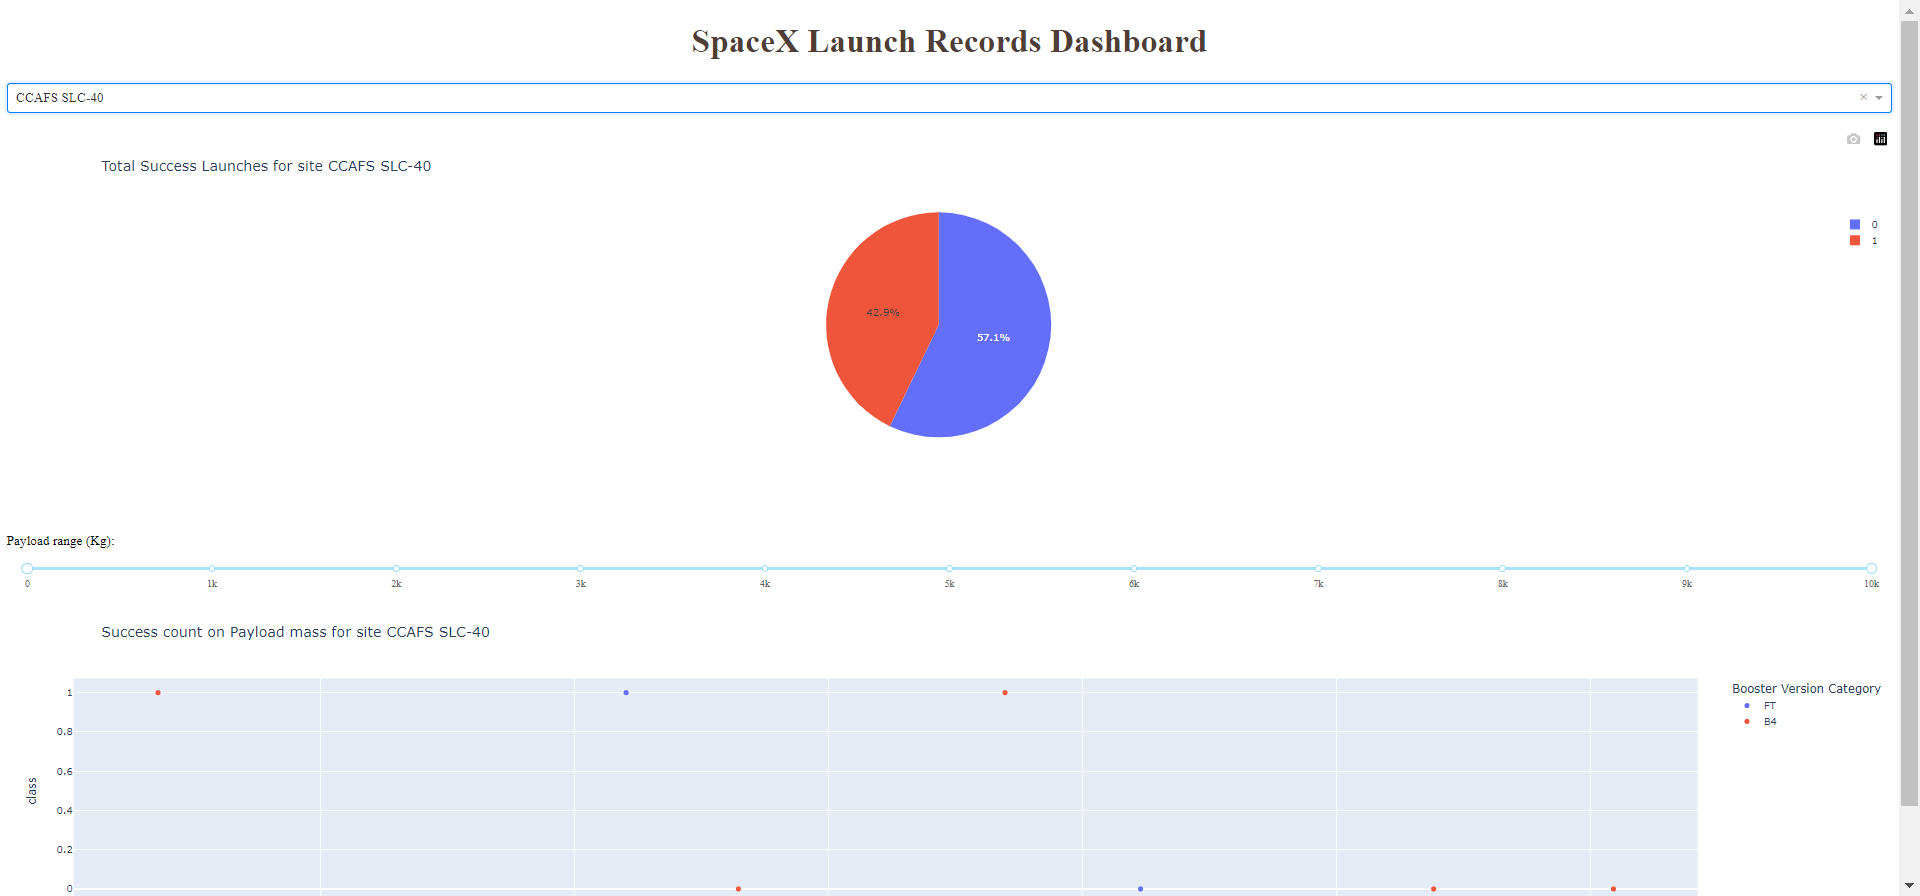 SpaceX Launch Records Dashboard
CCAFS SLC-40
×
Total Success Launches for site CCAFS SLC-40
0
1
42.9%
57.1%
Payload range (Kg):
0 1k 2k 3k 4k 5k 6k 7k 8k 9k 10k
Success count on Payload mass for site CCAFS SLC-40
Booster Version Category
FT
B4
1
0.8
0.6
0.4
0.2
0
class